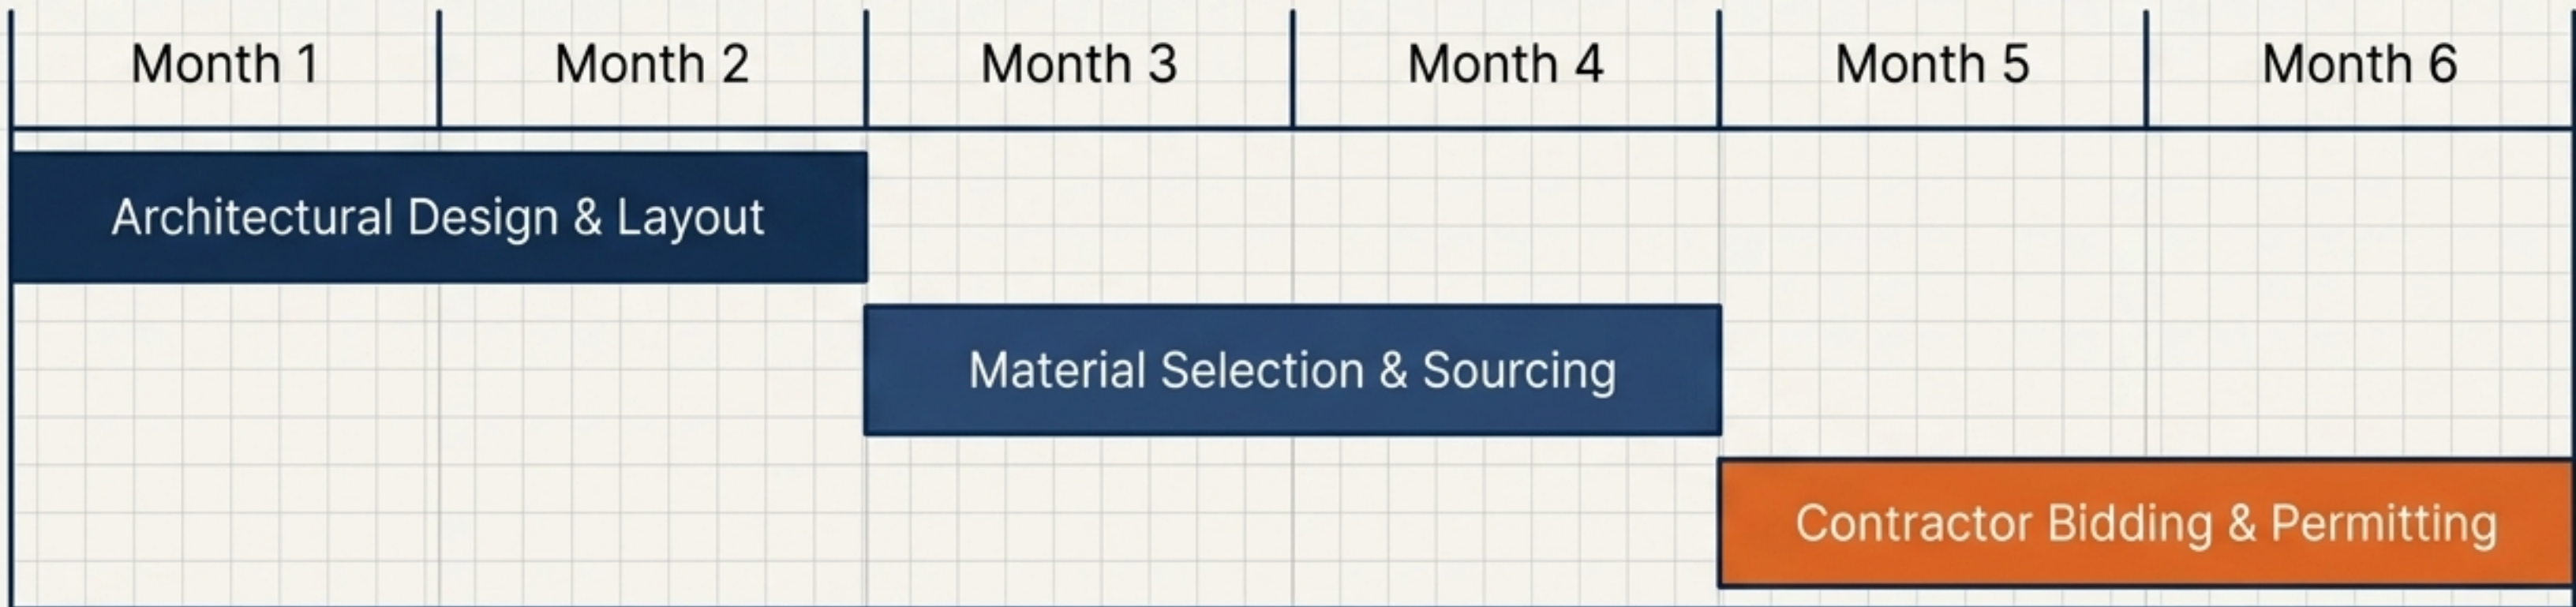 Month 1 Month 2 Month 3 Month 4 Month 5 Month 6
Architectural Design & Layout
Material Selection & Sourcing
Contractor Bidding & Permitting